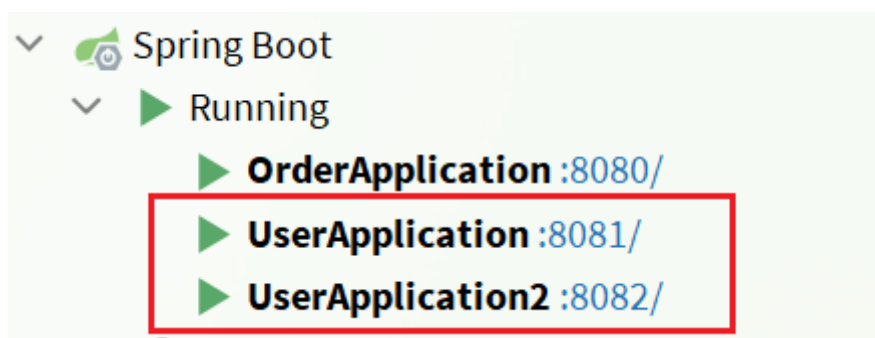 Spring Boot
Running
OrderApplication :8080/
UserApplication :8081/
UserApplication2 :8082/